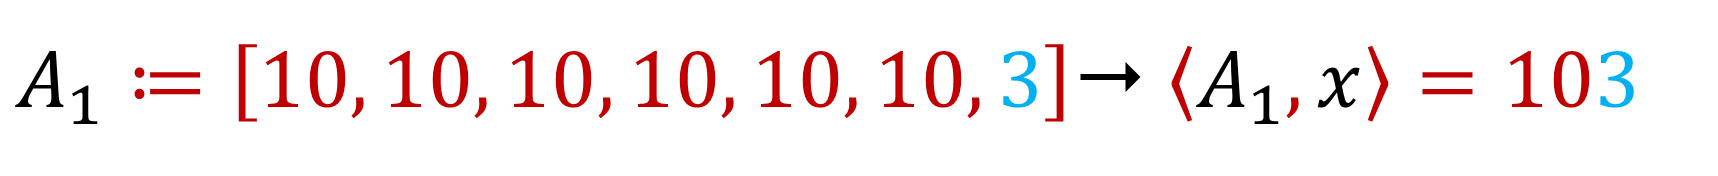 A₁ ≔ [10, 10, 10, 10, 10, 10, 3]→ ⟨A₁, x⟩ = 103